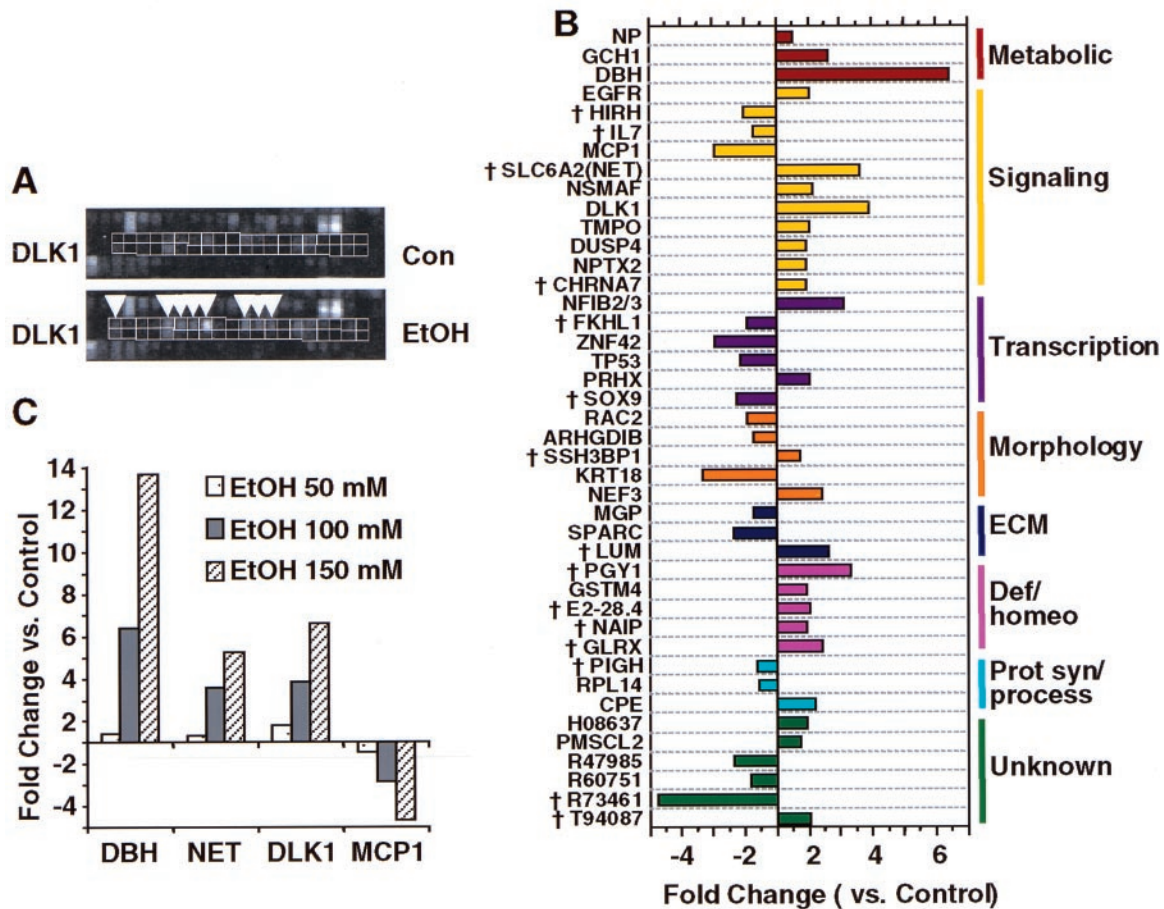 A
DLK1
Con
DLK1
EtOH
B
-4 -2 2 4 6
NP
GCH1
DBH
EGFR
† HIRH
† IL7
MCP1
† SLC6A2(NET)
NSMAF
DLK1
TMPO
DUSP4
NPTX2
† CHRNA7
NFIB2/3
† FKHL1
ZNF42
TP53
PRHX
† SOX9
RAC2
ARHGDIB
† SSH3BP1
KRT18
NEF3
MGP
SPARC
† LUM
† PGY1
GSTM4
† E2-28.4
† NAIP
† GLRX
† PIGH
RPL14
CPE
H08637
PMSCL2
R47985
R60751
† R73461
† T94087
Metabolic
Signaling
Transcription
Morphology
ECM
Def/
homeo
Prot syn/
process
Unknown
-4 -2 2 4 6
Fold Change ( vs. Control)
C
Fold Change vs. Control
14
12
10
8
6
4
2
-2
-4
EtOH 50 mM
EtOH 100 mM
EtOH 150 mM
DBH NET DLK1 MCP1